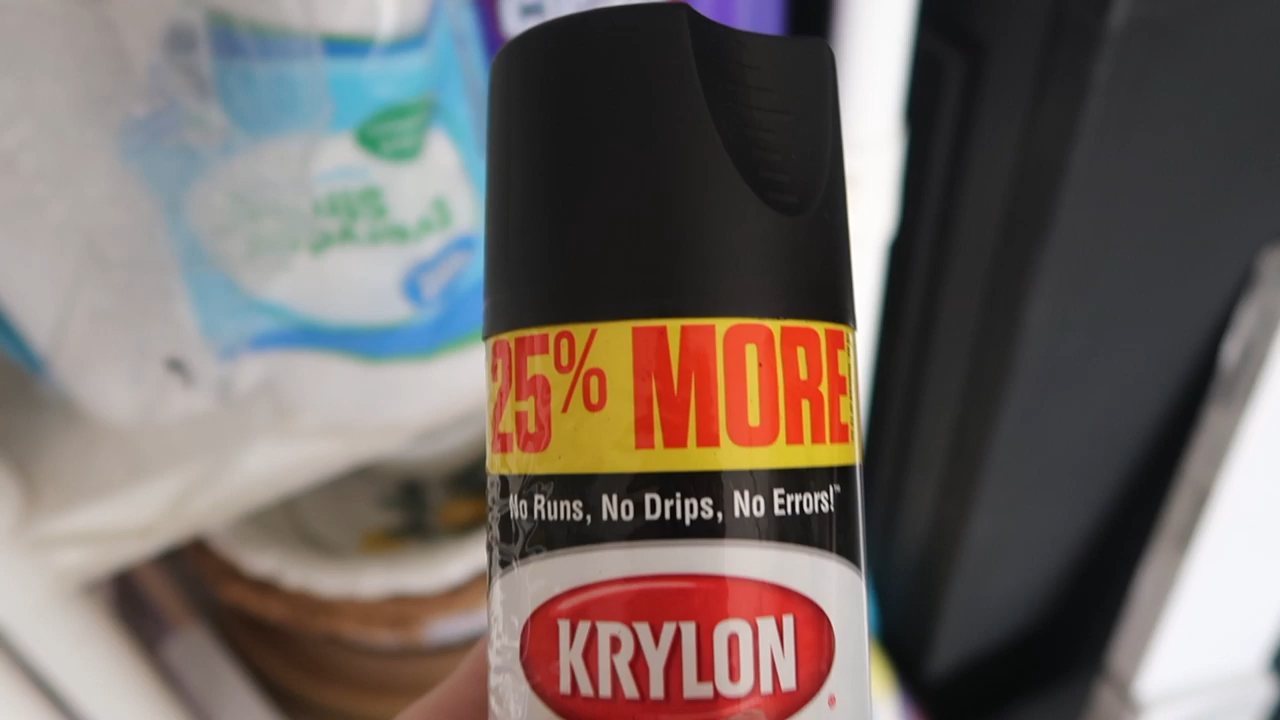 25% MORE
No Runs, No Drips, No Errors!™
KRYLON